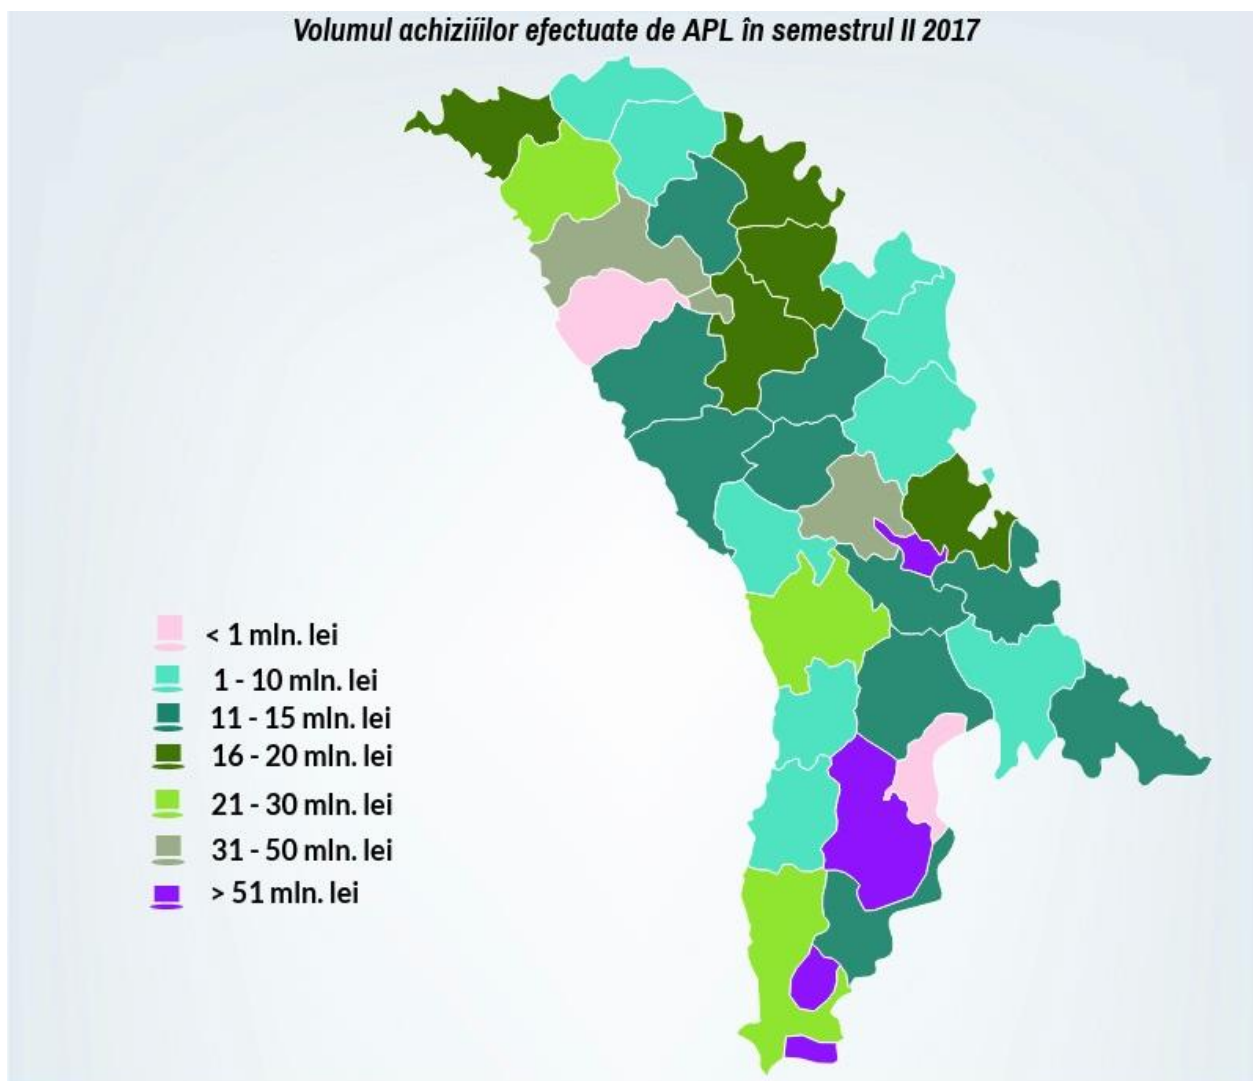 Volumul achiziiilor efectuate de APL în semestrul II 2017
< 1 mln. lei
1 - 10 mln. lei
11 - 15 mln. lei
16 - 20 mln. lei
21 - 30 mln. lei
31 - 50 mln. lei
> 51 mln. lei